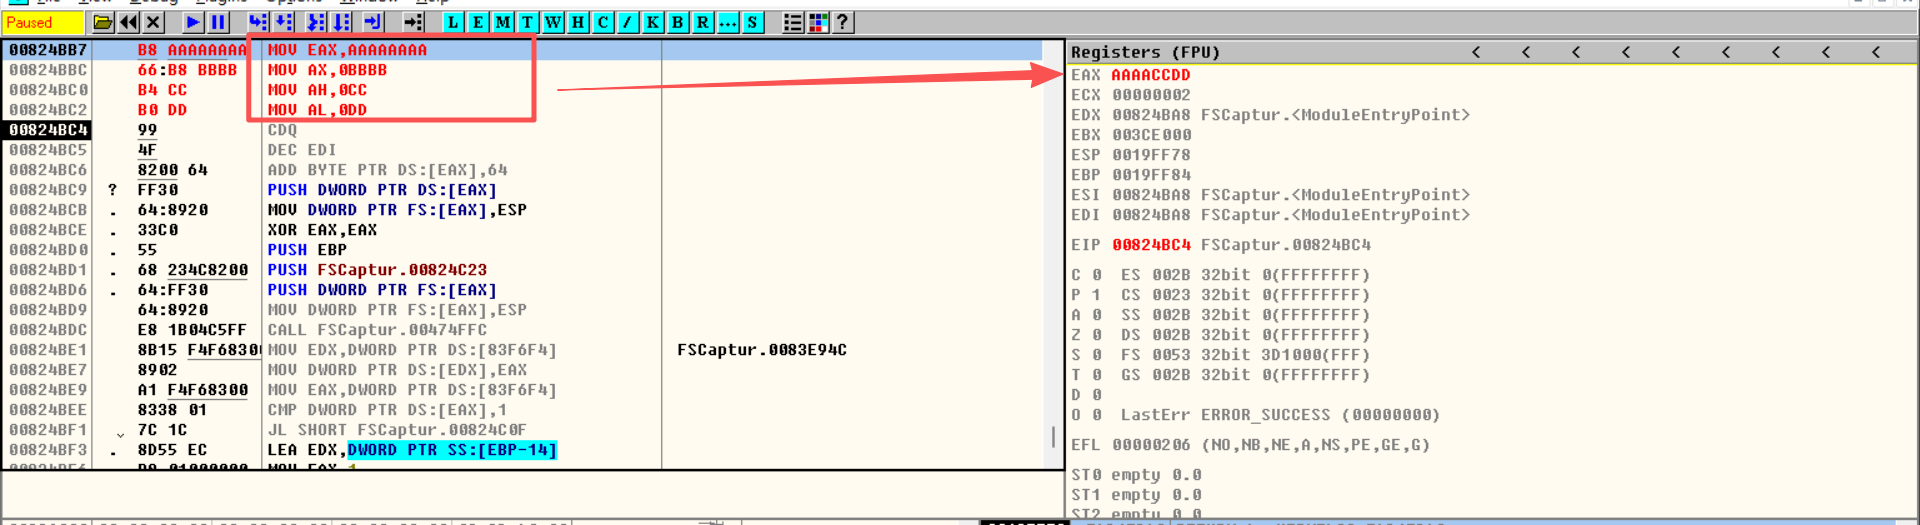 Paused
L E M T W H C / K B R ... S ?
00824BB7 B8 AAAAAAAA MOV EAX,AAAAAAAA
00824BBC 66:B8 BBBB MOV AX,0BBBB
00824BC0 B4 CC MOV AH,0CC
00824BC2 B0 DD MOV AL,0DD
00824BC4 99 CDQ
00824BC5 4F DEC EDI
00824BC6 8200 64 ADD BYTE PTR DS:[EAX],64
00824BC9 ? FF30 PUSH DWORD PTR DS:[EAX]
00824BCB . 64:8920 MOV DWORD PTR FS:[EAX],ESP
00824BCE . 33C0 XOR EAX,EAX
00824BD0 . 55 PUSH EBP
00824BD1 . 68 234C8200 PUSH FSCaptur.00824C23
00824BD6 . 64:FF30 PUSH DWORD PTR FS:[EAX]
00824BD9 64:8920 MOV DWORD PTR FS:[EAX],ESP
00824BDC E8 1B04C5FF CALL FSCaptur.00474FFC
00824BE1 8B15 F4F68300 MOV EDX,DWORD PTR DS:[83F6F4] FSCaptur.0083E94C
00824BE7 8902 MOV DWORD PTR DS:[EDX],EAX
00824BE9 A1 F4F68300 MOV EAX,DWORD PTR DS:[83F6F4]
00824BEE 8338 01 CMP DWORD PTR DS:[EAX],1
00824BF1 7C 1C JL SHORT FSCaptur.00824C0F
00824BF3 . 8D55 EC LEA EDX,DWORD PTR SS:[EBP-14]
Registers (FPU) < < < < < < < < <
EAX AAAACCDD
ECX 00000002
EDX 00824BA8 FSCaptur.<ModuleEntryPoint>
EBX 003CE000
ESP 0019FF78
EBP 0019FF84
ESI 00824BA8 FSCaptur.<ModuleEntryPoint>
EDI 00824BA8 FSCaptur.<ModuleEntryPoint>
EIP 00824BC4 FSCaptur.00824BC4
C 0 ES 002B 32bit 0(FFFFFFFF)
P 1 CS 0023 32bit 0(FFFFFFFF)
A 0 SS 002B 32bit 0(FFFFFFFF)
Z 0 DS 002B 32bit 0(FFFFFFFF)
S 0 FS 0053 32bit 3D1000(FFF)
T 0 GS 002B 32bit 0(FFFFFFFF)
D 0
O 0 LastErr ERROR_SUCCESS (00000000)
EFL 00000206 (NO,NB,NE,A,NS,PE,GE,G)
ST0 empty 0.0
ST1 empty 0.0
ST2 empty 0.0